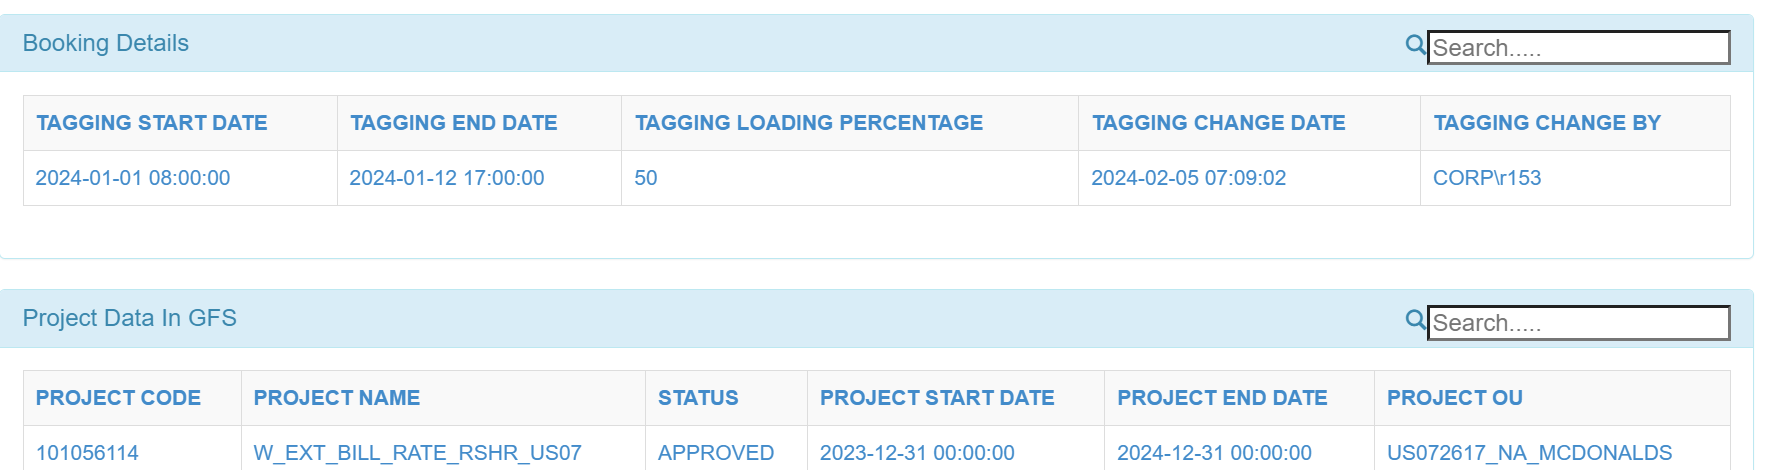 Booking Details
Search.....
TAGGING START DATE TAGGING END DATE TAGGING LOADING PERCENTAGE TAGGING CHANGE DATE TAGGING CHANGE BY
2024-01-01 08:00:00 2024-01-12 17:00:00 50 2024-02-05 07:09:02 CORP\r153
Project Data In GFS
Search.....
PROJECT CODE PROJECT NAME STATUS PROJECT START DATE PROJECT END DATE PROJECT OU
101056114 W_EXT_BILL_RATE_RSHR_US07 APPROVED 2023-12-31 00:00:00 2024-12-31 00:00:00 US072617_NA_MCDONALDS